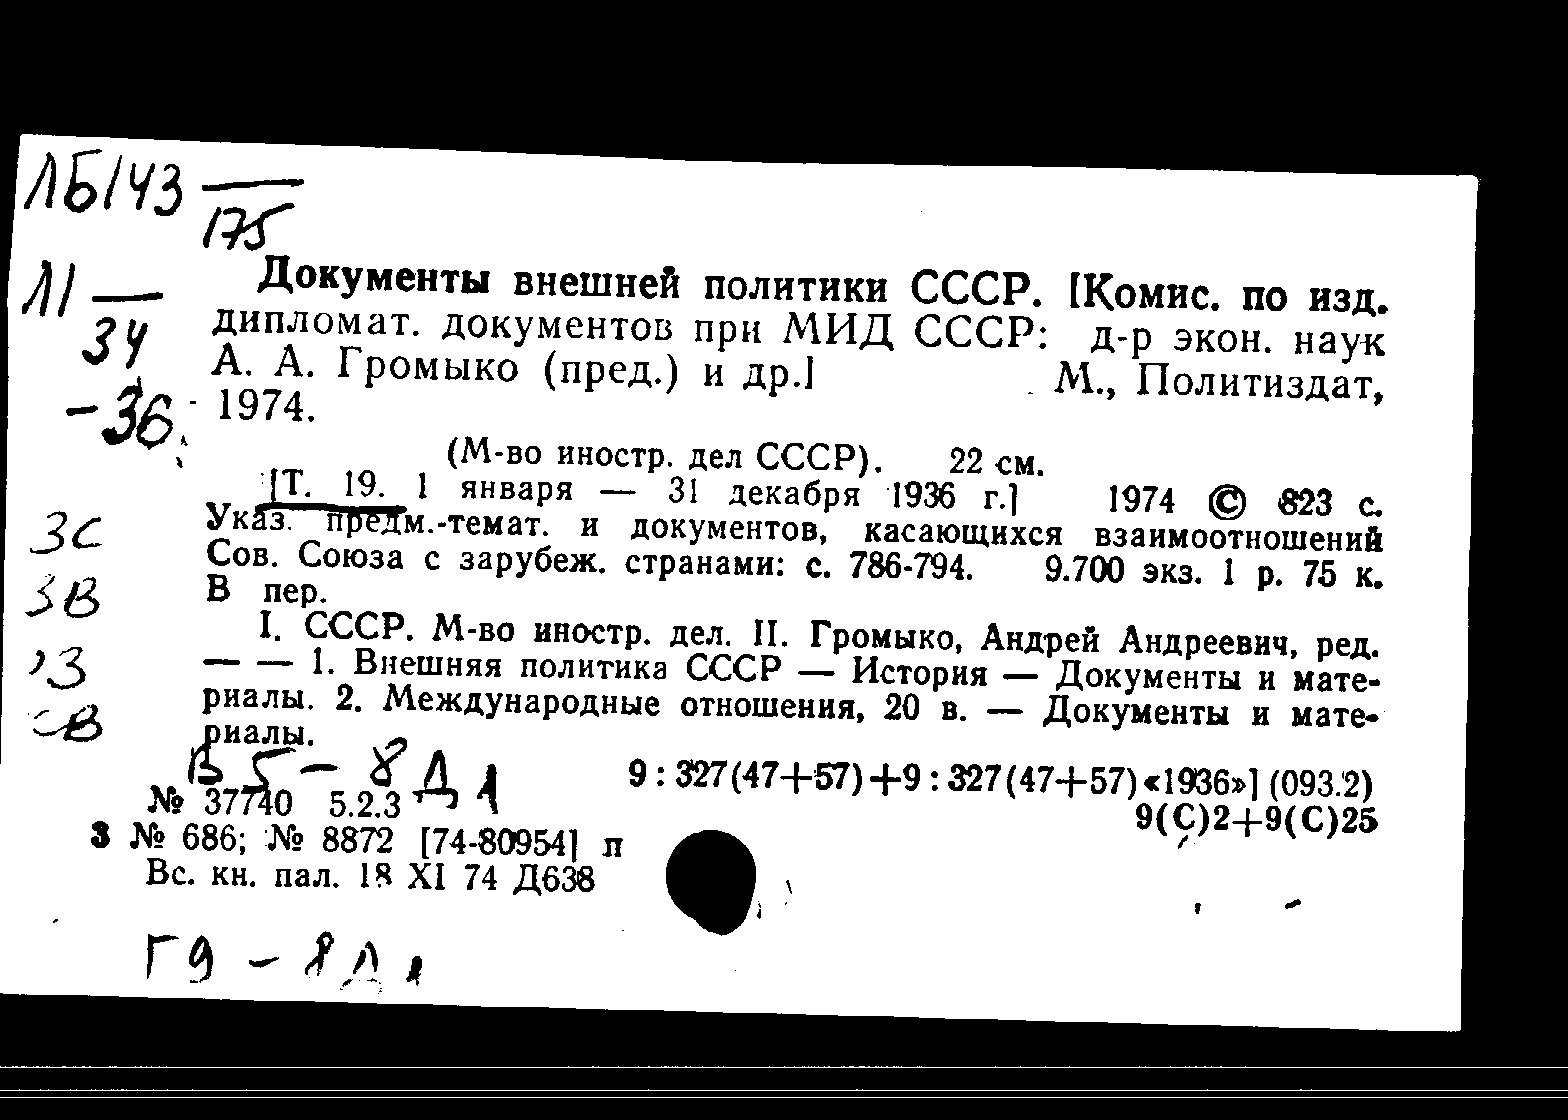 ЛБ143 —
175
Л1 —
34
-36
Документы внешней политики СССР. [Комис. по изд.
дипломат. документов при МИД СССР: д-р экон. наук
А. А. Громыко (пред.) и др.] М., Политиздат,
1974.
(М-во иностр. дел СССР). 22 см.
[Т. 19. 1 января — 31 декабря 1936 г.] 1974 © 823 с.
Указ. предм.-темат. и документов, касающихся взаимоотношений
Сов. Союза с зарубеж. странами: с. 786-794. 9.700 экз. 1 р. 75 к.
В пер.
I. СССР. М-во иностр. дел. II. Громыко, Андрей Андреевич, ред.
— — 1. Внешняя политика СССР — История — Документы и мате-
риалы. 2. Международные отношения, 20 в. — Документы и мате-
риалы.
3С
3В
В5-8Д1
9 : 327(47+57)+9 : 327(47+57)«1936»] (093.2)
№ 37740 5.2.3
9(С)2+9(С)25
3 № 686; № 8872 [74-80954] п
Вс. кн. пал. 18 XI 74 Д638
Г9 - 8Д1